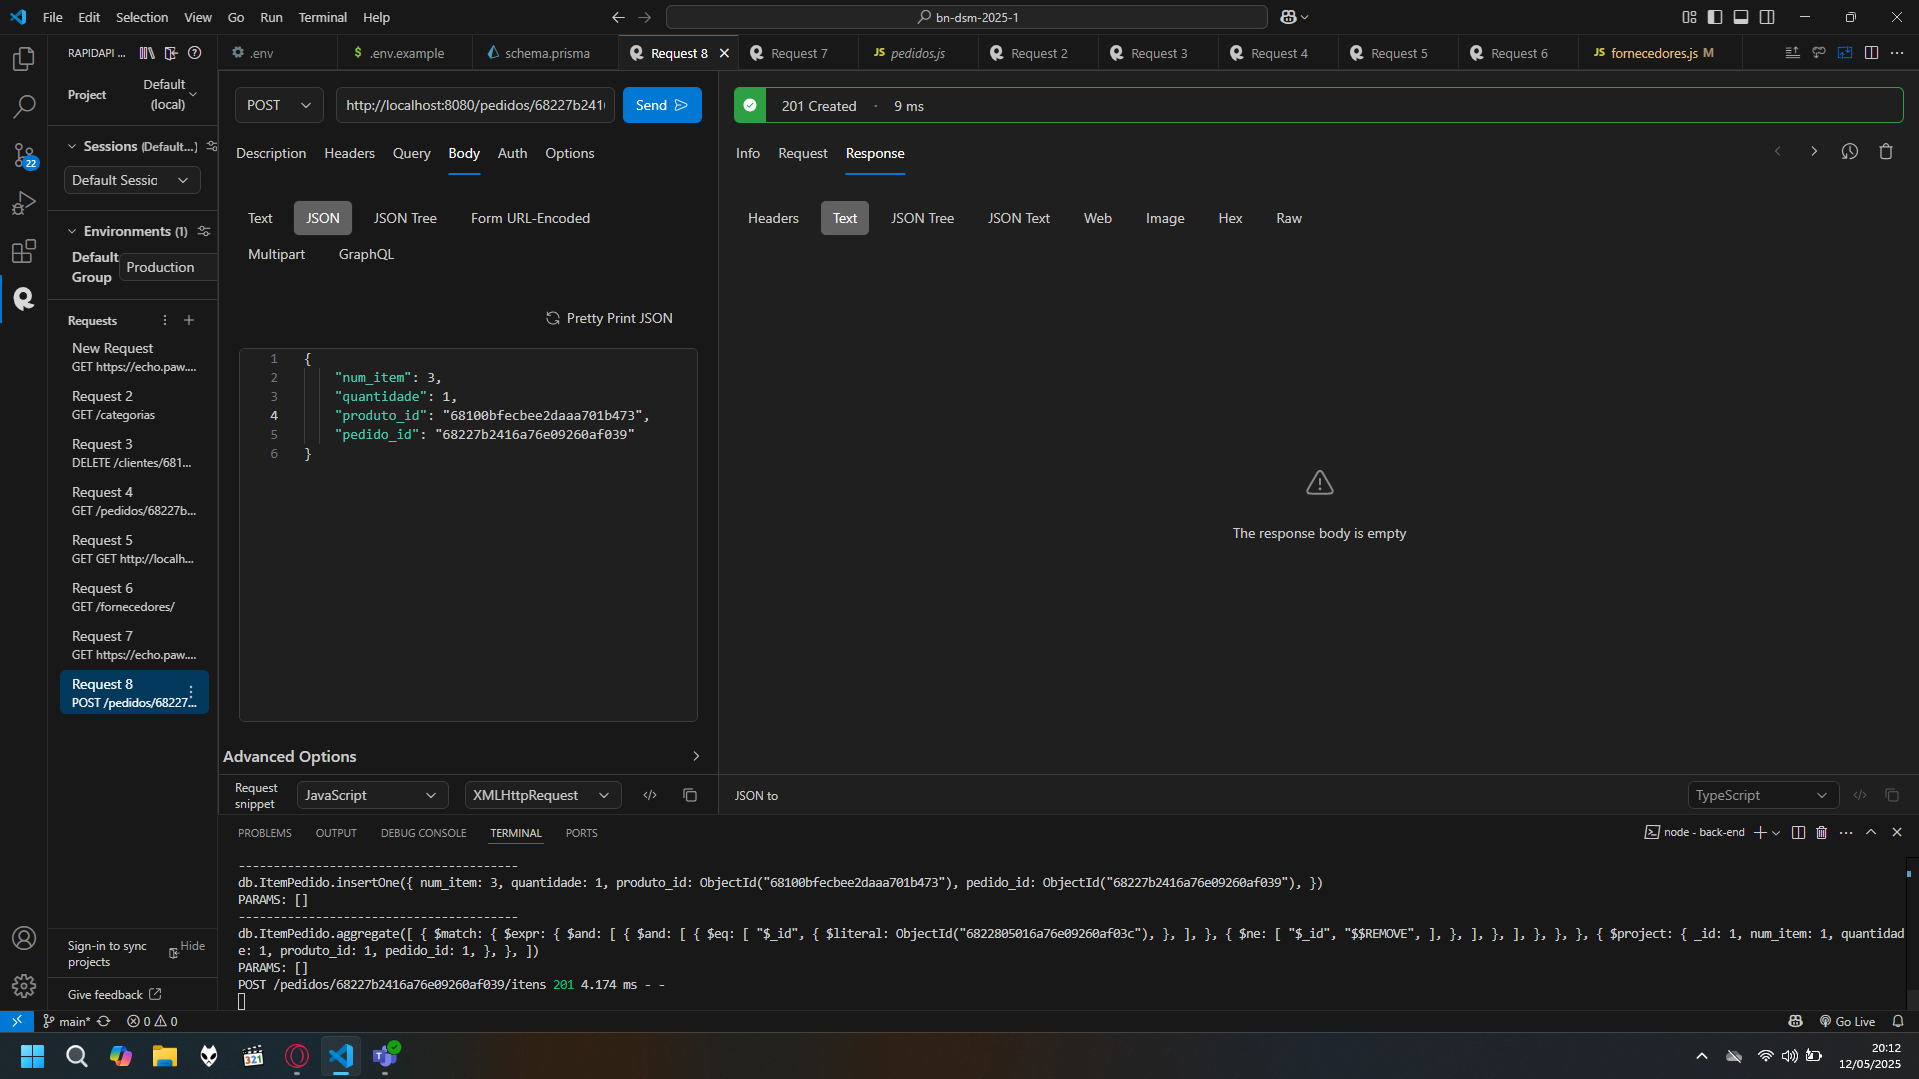 File Edit Selection View Go Run Terminal Help
bn-dsm-2025-1
RAPIDAPI ...
.env
$ .env.example
schema.prisma
Request 8
Request 7
JS pedidos.js
Request 2
Request 3
Request 4
Request 5
Request 6
JS fornecedores.js M
Project
Default
(local)
Sessions (Default...)
Default Sessic
Environments (1)
Default
Group
Production
Requests
New Request
GET https://echo.paw....
Request 2
GET /categorias
Request 3
DELETE /clientes/681...
Request 4
GET /pedidos/68227b...
Request 5
GET GET http://localh...
Request 6
GET /fornecedores/
Request 7
GET https://echo.paw....
Request 8
POST /pedidos/68227...
Sign-in to sync
projects
Hide
Give feedback
22
POST
http://localhost:8080/pedidos/68227b241
Send
Description Headers Query Body Auth Options
Text JSON JSON Tree Form URL-Encoded
Multipart GraphQL
Pretty Print JSON
1 {
2 "num_item": 3,
3 "quantidade": 1,
4 "produto_id": "68100bfecbee2daaa701b473",
5 "pedido_id": "68227b2416a76e09260af039"
6 }
Advanced Options
Request
snippet
JavaScript
XMLHttpRequest
201 Created · 9 ms
Info Request Response
Headers Text JSON Tree JSON Text Web Image Hex Raw
The response body is empty
JSON to
TypeScript
PROBLEMS OUTPUT DEBUG CONSOLE TERMINAL PORTS
node - back-end
----------------------------------------
db.ItemPedido.insertOne({ num_item: 3, quantidade: 1, produto_id: ObjectId("68100bfecbee2daaa701b473"), pedido_id: ObjectId("68227b2416a76e09260af039"), })
PARAMS: []
----------------------------------------
db.ItemPedido.aggregate([ { $match: { $expr: { $and: [ { $and: [ { $eq: [ "$_id", { $literal: ObjectId("6822805016a76e09260af03c"), }, ], }, { $ne: [ "$_id", "$$REMOVE", ], }, ], }, ], }, }, }, { $project: { _id: 1, num_item: 1, quantidad
e: 1, produto_id: 1, pedido_id: 1, }, }, ])
PARAMS: []
POST /pedidos/68227b2416a76e09260af039/itens 201 4.174 ms - -
main* 0 0
Go Live
321
20:12
12/05/2025